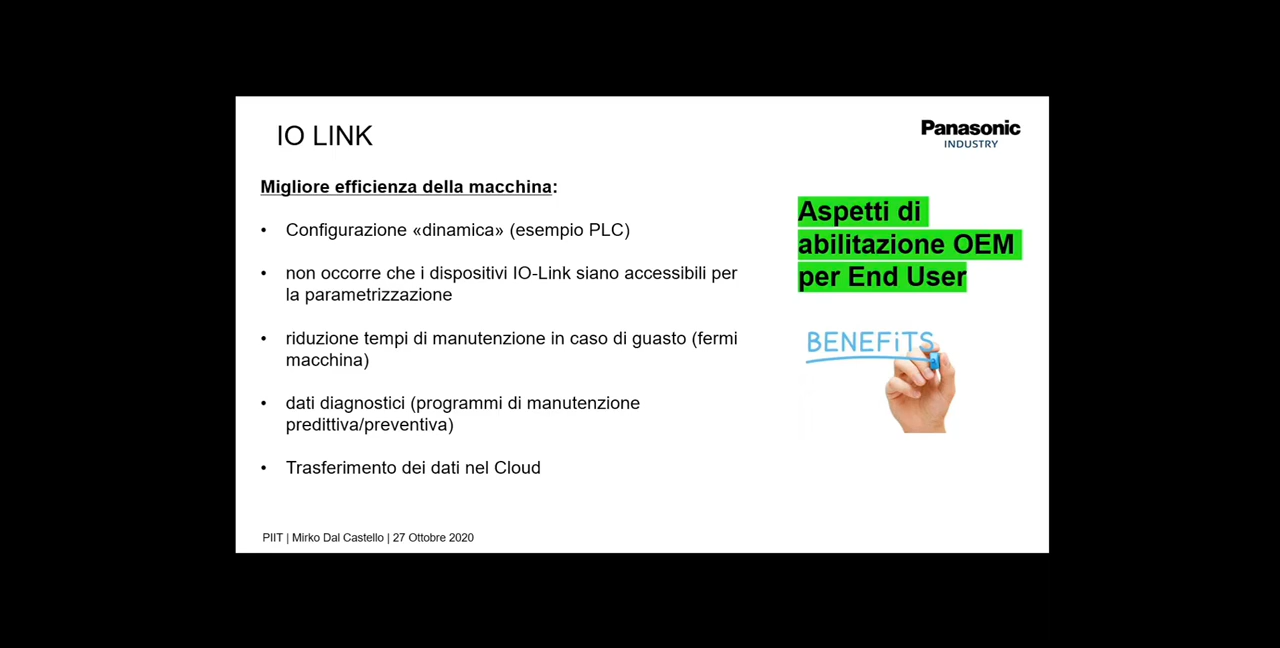 IO LINK
Panasonic
INDUSTRY
Migliore efficienza della macchina:
• Configurazione «dinamica» (esempio PLC)
• non occorre che i dispositivi IO-Link siano accessibili per
la parametrizzazione
• riduzione tempi di manutenzione in caso di guasto (fermi
macchina)
• dati diagnostici (programmi di manutenzione
predittiva/preventiva)
• Trasferimento dei dati nel Cloud
Aspetti di
abilitazione OEM
per End User
BENEFiTS
PIIT | Mirko Dal Castello | 27 Ottobre 2020